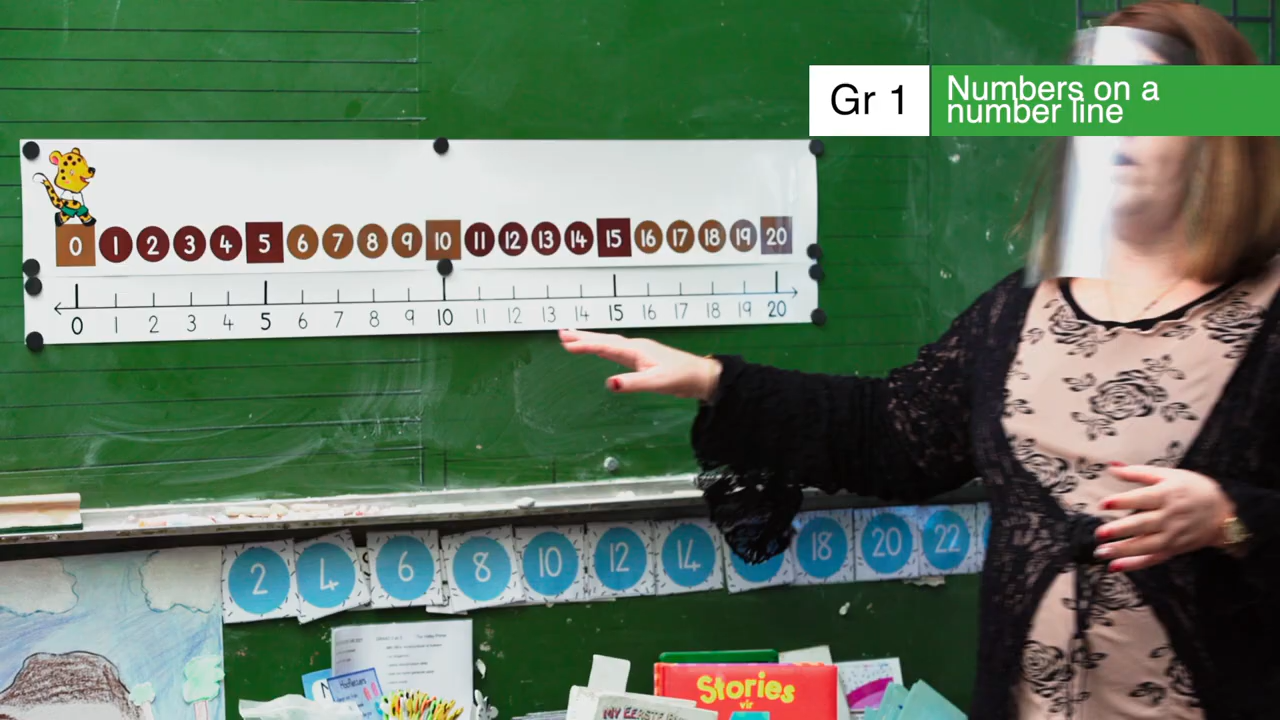 Gr 1
Numbers on a
number line
0 1 2 3 4 5 6 7 8 9 10 11 12 13 14 15 16 17 18 19 20
0 1 2 3 4 5 6 7 8 9 10 11 12 13 14 15 16 17 18 19 20
2 4 6 8 10 12 14 18 20 22
Stories
vir
MY EERSTE